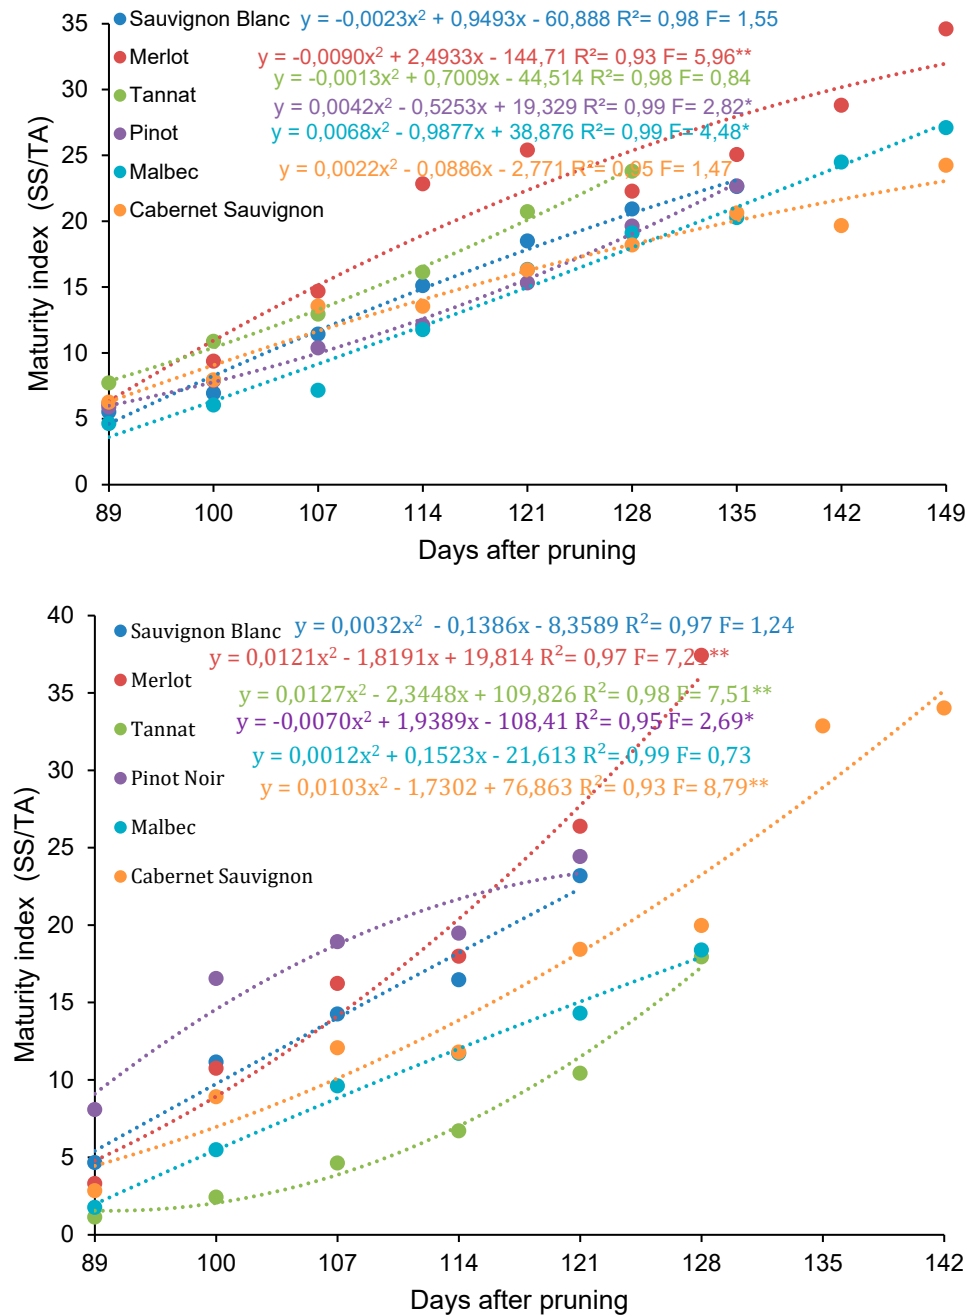 Sauvignon Blanc y = -0,0023x² + 0,9493x - 60,888 R²= 0,98 F= 1,55
Merlot y = -0,0090x² + 2,4933x - 144,71 R²= 0,93 F= 5,96**
y = -0,0013x² + 0,7009x - 44,514 R²= 0,98 F= 0,84
Tannat
y = 0,0042x² - 0,5253x + 19,329 R²= 0,99 F= 2,82*
Pinot y = 0,0068x² - 0,9877x + 38,876 R²= 0,99 F= 4,48*
Malbec y = 0,0022x² - 0,0886x - 2,771 R²= 0,95 F= 1,47
Cabernet Sauvignon
Maturity index (SS/TA)
35
30
25
20
15
10
5
0
89 100 107 114 121 128 135 142 149
Days after pruning
Sauvignon Blanc y = 0,0032x² - 0,1386x - 8,3589 R²= 0,97 F= 1,24
y = 0,0121x² - 1,8191x + 19,814 R²= 0,97 F= 7,21**
Merlot
y = 0,0127x² - 2,3448x + 109,826 R²= 0,98 F= 7,51**
Tannat y = -0,0070x² + 1,9389x - 108,41 R²= 0,95 F= 2,69*
y = 0,0012x² + 0,1523x - 21,613 R²= 0,99 F= 0,73
Pinot Noir y = 0,0103x² - 1,7302 + 76,863 R²= 0,93 F= 8,79**
Malbec
Cabernet Sauvignon
Maturity index (SS/TA)
40
35
30
25
20
15
10
5
0
89 100 107 114 121 128 135 142
Days after pruning